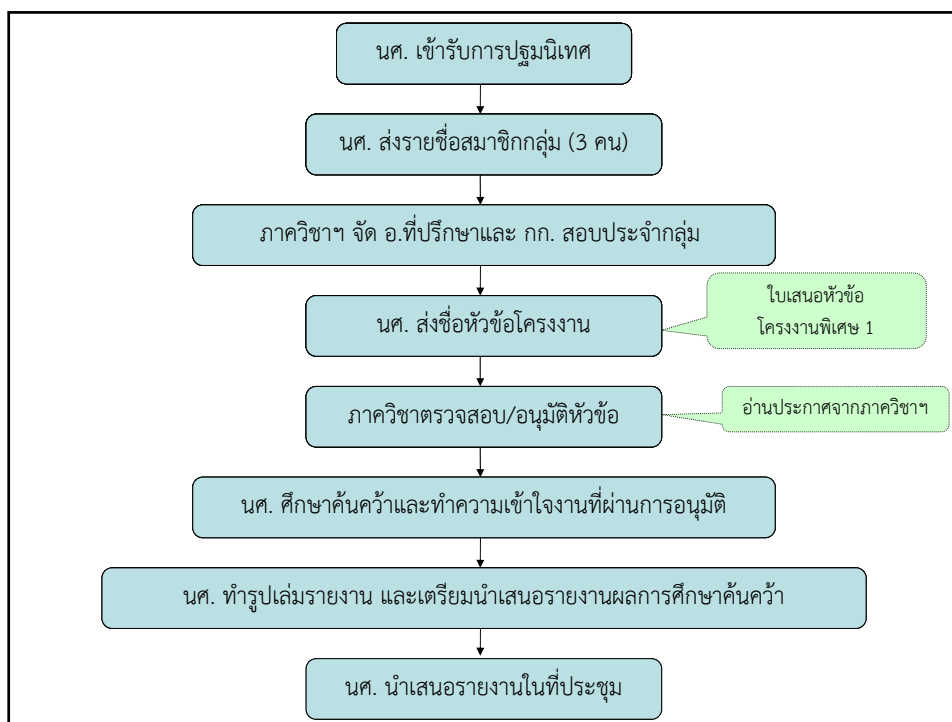 นศ. เข้ารับการปฐมนิเทศ
นศ. ส่งรายชื่อสมาชิกกลุ่ม (3 คน)
ภาควิชาฯ จัด อ.ที่ปรึกษาและ กก. สอบประจำกลุ่ม
นศ. ส่งชื่อหัวข้อโครงงาน
ใบเสนอหัวข้อ
โครงงานพิเศษ 1
ภาควิชาตรวจสอบ/อนุมัติหัวข้อ
อ่านประกาศจากภาควิชาฯ
นศ. ศึกษาค้นคว้าและทำความเข้าใจงานที่ผ่านการอนุมัติ
นศ. ทำรูปเล่มรายงาน และเตรียมนำเสนอรายงานผลการศึกษาค้นคว้า
นศ. นำเสนอรายงานในที่ประชุม